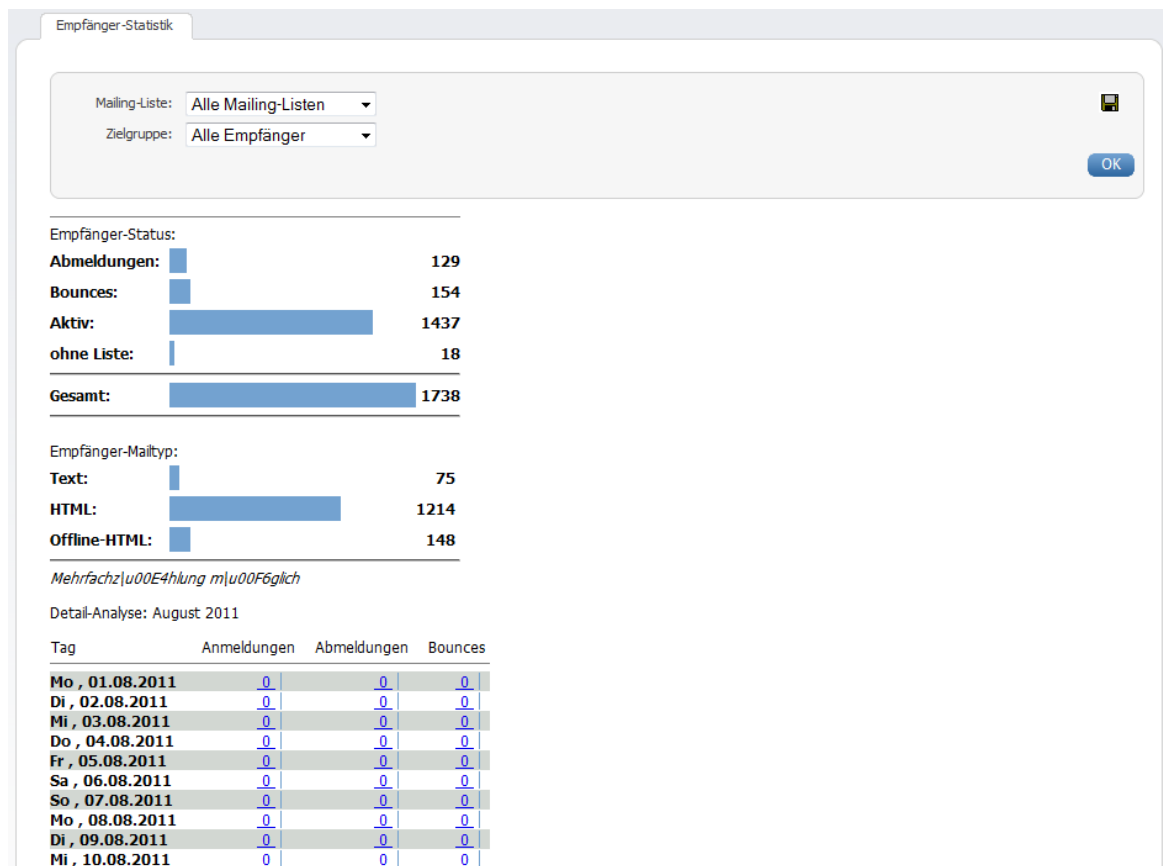 Empfänger-Statistik
Mailing-Liste: Alle Mailing-Listen
Zielgruppe: Alle Empfänger
OK
Empfänger-Status:
Abmeldungen: 129
Bounces: 154
Aktiv: 1437
ohne Liste: 18
Gesamt: 1738
Empfänger-Mailtyp:
Text: 75
HTML: 1214
Offline-HTML: 148
Mehrfachz|u00E4hlung m|u00F6glich
Detail-Analyse: August 2011
Tag Anmeldungen Abmeldungen Bounces
Mo , 01.08.2011 0 0 0
Di , 02.08.2011 0 0 0
Mi , 03.08.2011 0 0 0
Do , 04.08.2011 0 0 0
Fr , 05.08.2011 0 0 0
Sa , 06.08.2011 0 0 0
So , 07.08.2011 0 0 0
Mo , 08.08.2011 0 0 0
Di , 09.08.2011 0 0 0
Mi , 10.08.2011 0 0 0